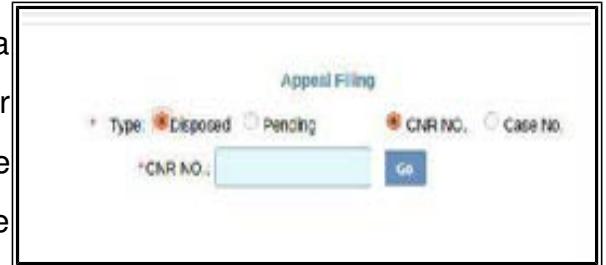 a
r
e
e
Appeal Filing
* Type: Disposed Pending CNR NO. Case No.
*CNR NO.: Go